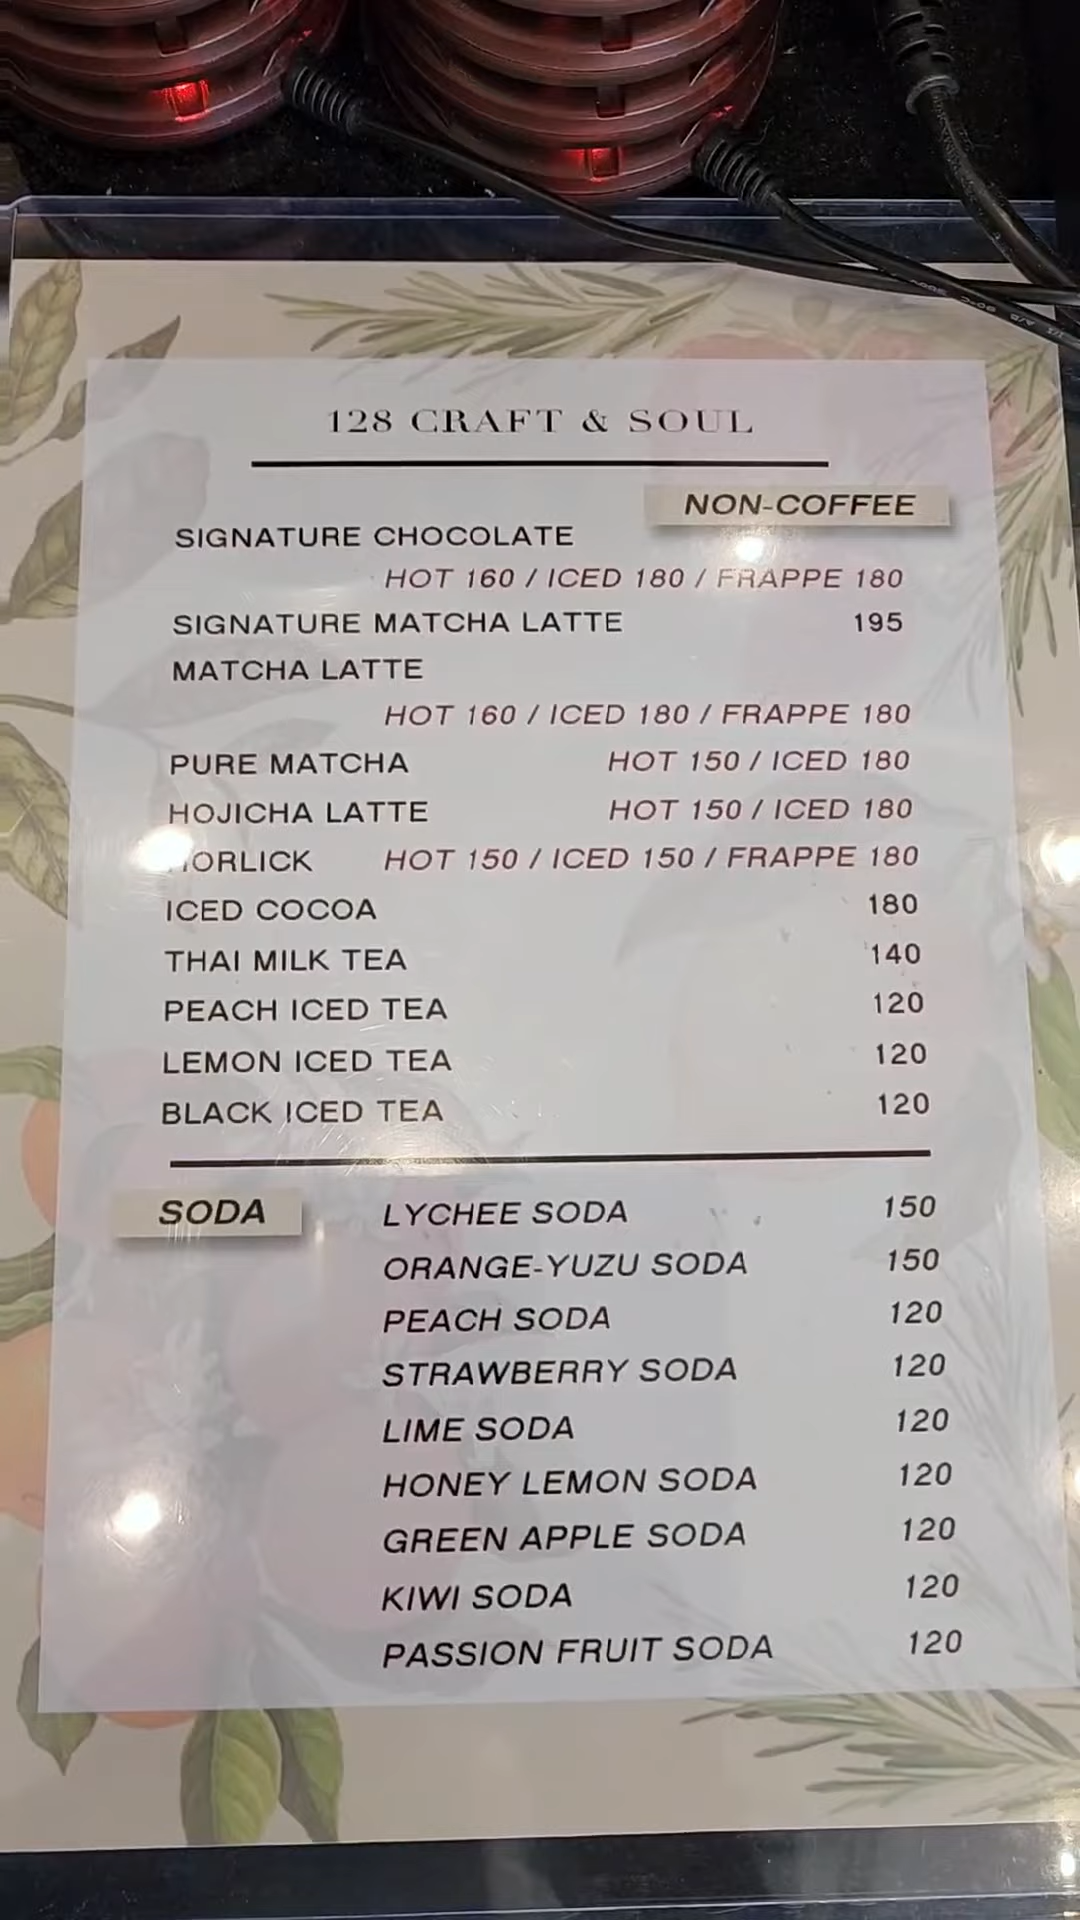 128 CRAFT & SOUL
NON-COFFEE
SIGNATURE CHOCOLATE
HOT 160 / ICED 180 / FRAPPE 180
SIGNATURE MATCHA LATTE 195
MATCHA LATTE
HOT 160 / ICED 180 / FRAPPE 180
PURE MATCHA HOT 150 / ICED 180
HOJICHA LATTE HOT 150 / ICED 180
HORLICK HOT 150 / ICED 150 / FRAPPE 180
ICED COCOA 180
THAI MILK TEA 140
PEACH ICED TEA 120
LEMON ICED TEA 120
BLACK ICED TEA 120
SODA
LYCHEE SODA 150
ORANGE-YUZU SODA 150
PEACH SODA 120
STRAWBERRY SODA 120
LIME SODA 120
HONEY LEMON SODA 120
GREEN APPLE SODA 120
KIWI SODA 120
PASSION FRUIT SODA 120